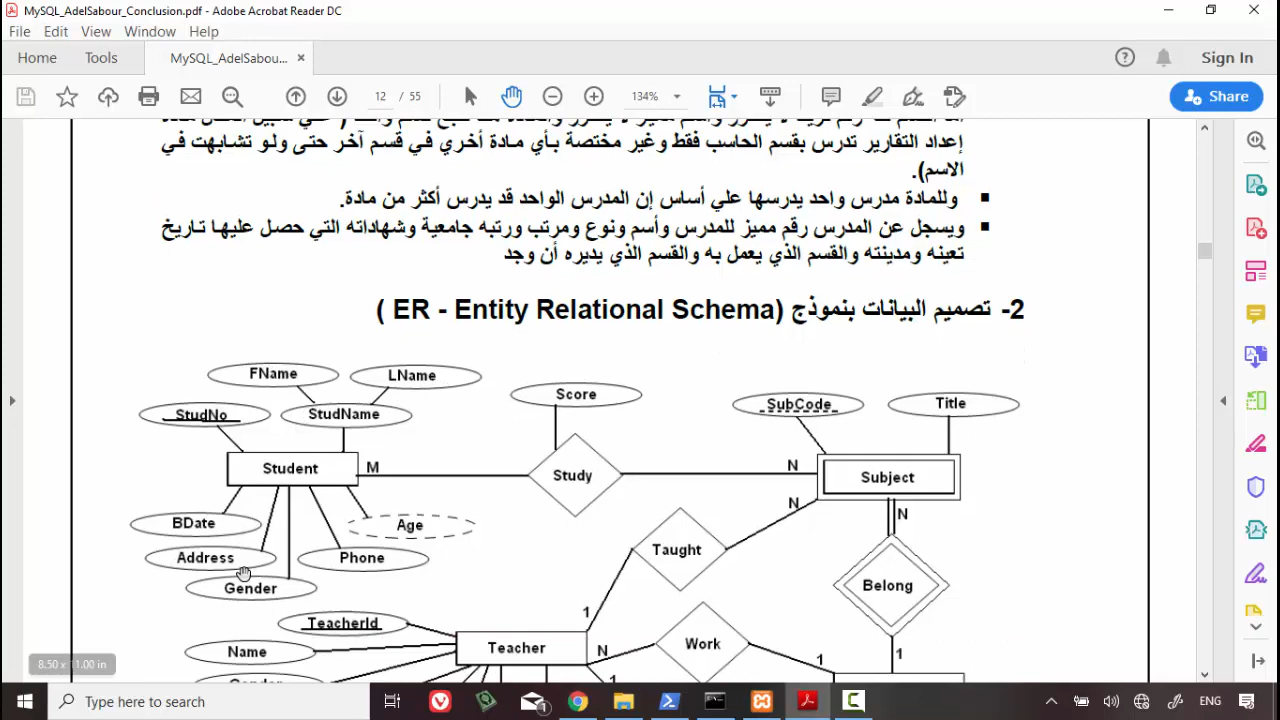 MySQL_AdelSabour_Conclusion.pdf - Adobe Acrobat Reader DC
File Edit View Window Help
Home Tools MySQL_AdelSabou... ×
Sign In
12 / 55
134%
Share
إعداد التقارير تدرس بقسم الحاسب فقط وغير مختصة بأي مادة أخري في قسم آخر حتى ولو تشابهت في
الاسم).
▪ وللمادة مدرس واحد يدرسها علي أساس إن المدرس الواحد قد يدرس أكثر من مادة.
▪ ويسجل عن المدرس رقم مميز للمدرس وأسم ونوع ومرتب ورتبه جامعية وشهاداته التي حصل عليها تاريخ
تعينه ومدينته والقسم الذي يعمل به والقسم الذي يديره أن وجد
2- تصميم البيانات بنموذج (ER - Entity Relational Schema )
FName LName
Score
SubCode Title
StudNo StudName
Student M
Study
N Subject
N
N
BDate Age
Address Phone
Gender
Taught
Belong
1
TeacherId
Teacher N Work
Name
1 1
1
8.50 x 11.00 in
Type here to search
1
ENG